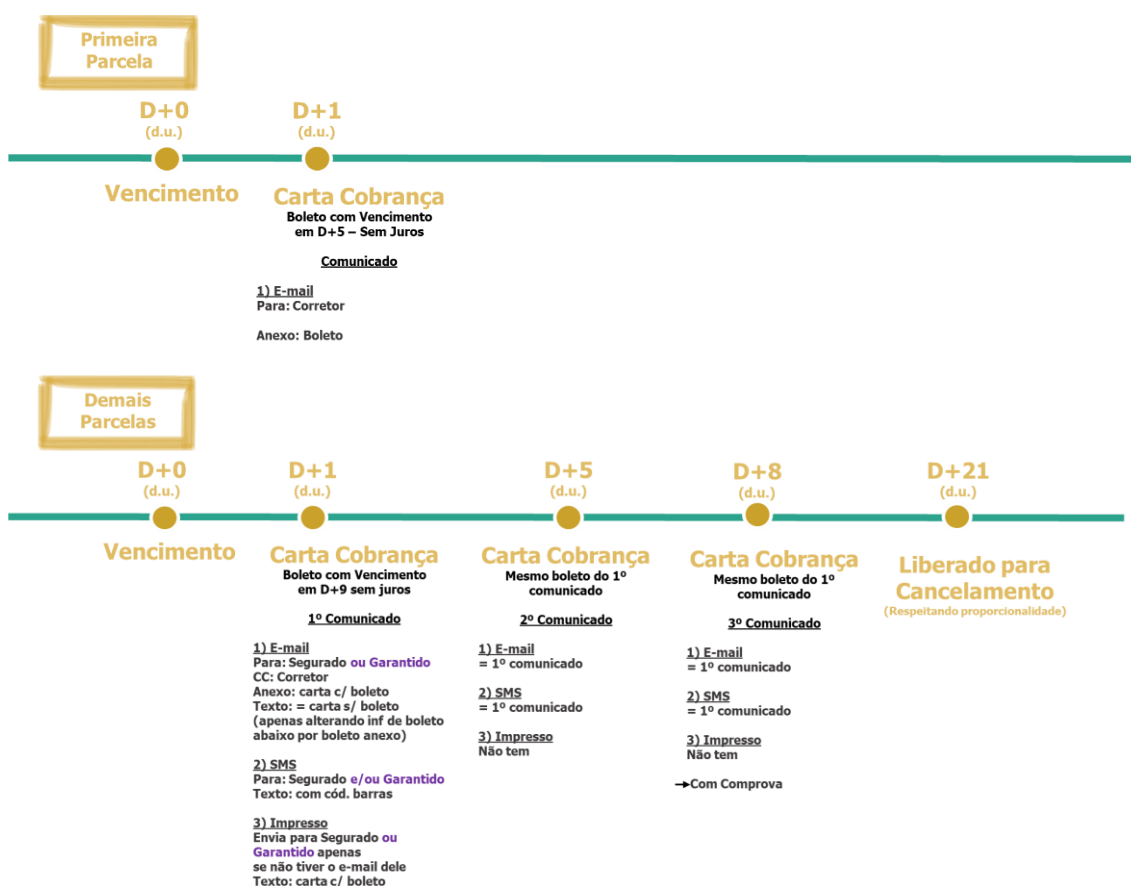 Primeira
Parcela
D+0
(d.u.)
Vencimento
D+1
(d.u.)
Carta Cobrança
Boleto com Vencimento
em D+5 – Sem Juros
Comunicado
1) E-mail
Para: Corretor
Anexo: Boleto
Demais
Parcelas
D+0
(d.u.)
Vencimento
D+1
(d.u.)
Carta Cobrança
Boleto com Vencimento
em D+9 sem juros
1º Comunicado
1) E-mail
Para: Segurado ou Garantido
CC: Corretor
Anexo: carta c/ boleto
Texto: = carta s/ boleto
(apenas alterando inf de boleto
abaixo por boleto anexo)
2) SMS
Para: Segurado e/ou Garantido
Texto: com cód. barras
3) Impresso
Envia para Segurado ou
Garantido apenas
se não tiver o e-mail dele
Texto: carta c/ boleto
D+5
(d.u.)
Carta Cobrança
Mesmo boleto do 1º
comunicado
2º Comunicado
1) E-mail
= 1º comunicado
2) SMS
= 1º comunicado
3) Impresso
Não tem
D+8
(d.u.)
Carta Cobrança
Mesmo boleto do 1º
comunicado
3º Comunicado
1) E-mail
= 1º comunicado
2) SMS
= 1º comunicado
3) Impresso
Não tem
→Com Comprova
D+21
(d.u.)
Liberado para
Cancelamento
(Respeitando proporcionalidade)